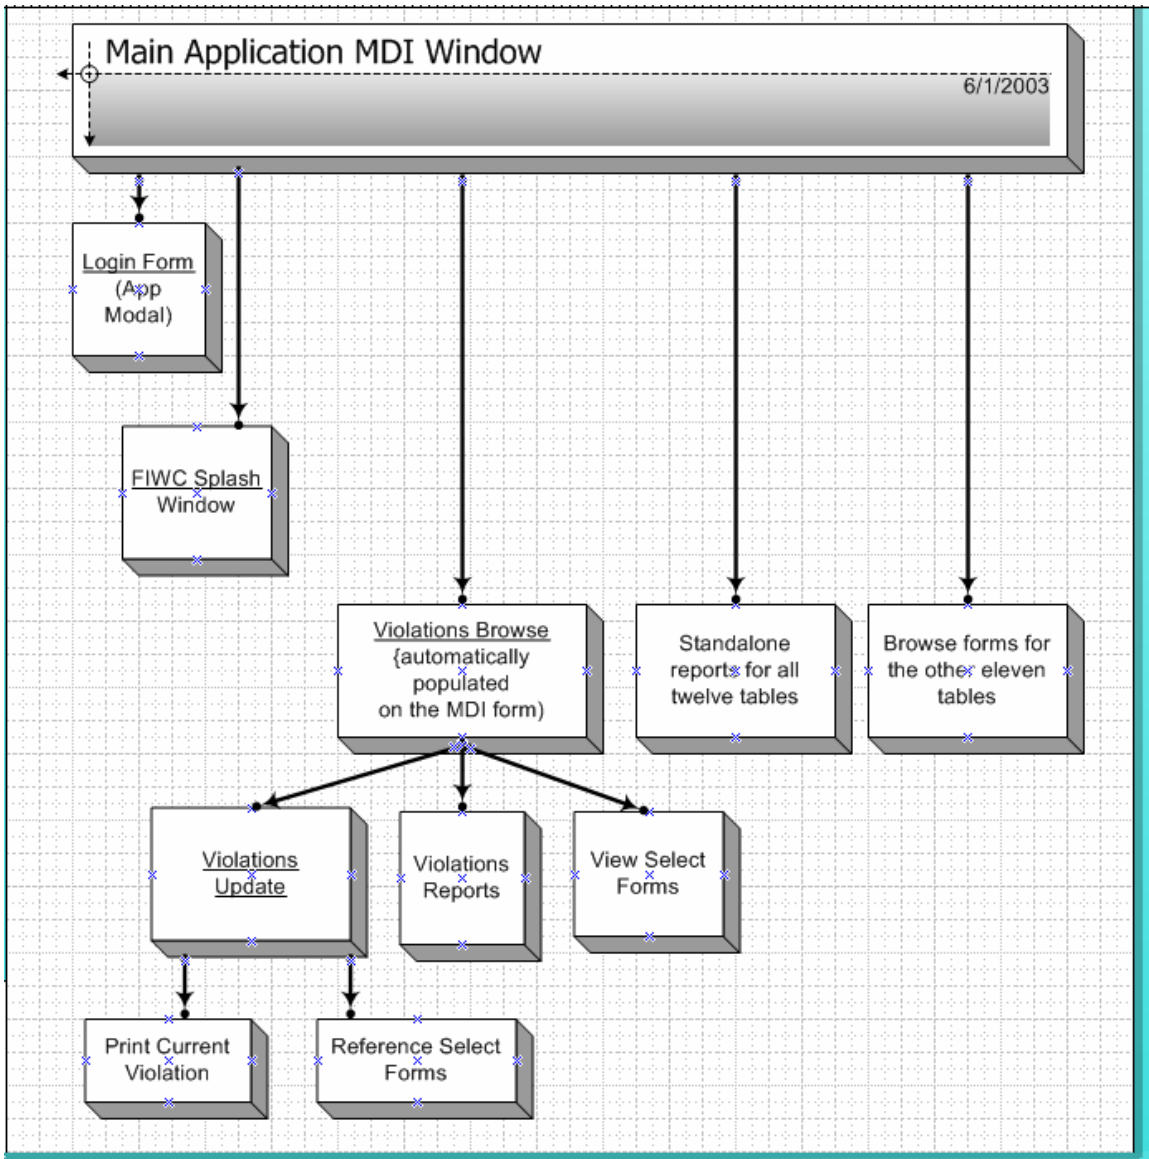 Main Application MDI Window
6/1/2003
Login Form
(App
Modal)
FIWC Splash
Window
Violations Browse
{automatically
populated
on the MDI form)
Standalone
reports for all
twelve tables
Browse forms for
the other eleven
tables
Violations
Update
Violations
Reports
View Select
Forms
Print Current
Violation
Reference Select
Forms